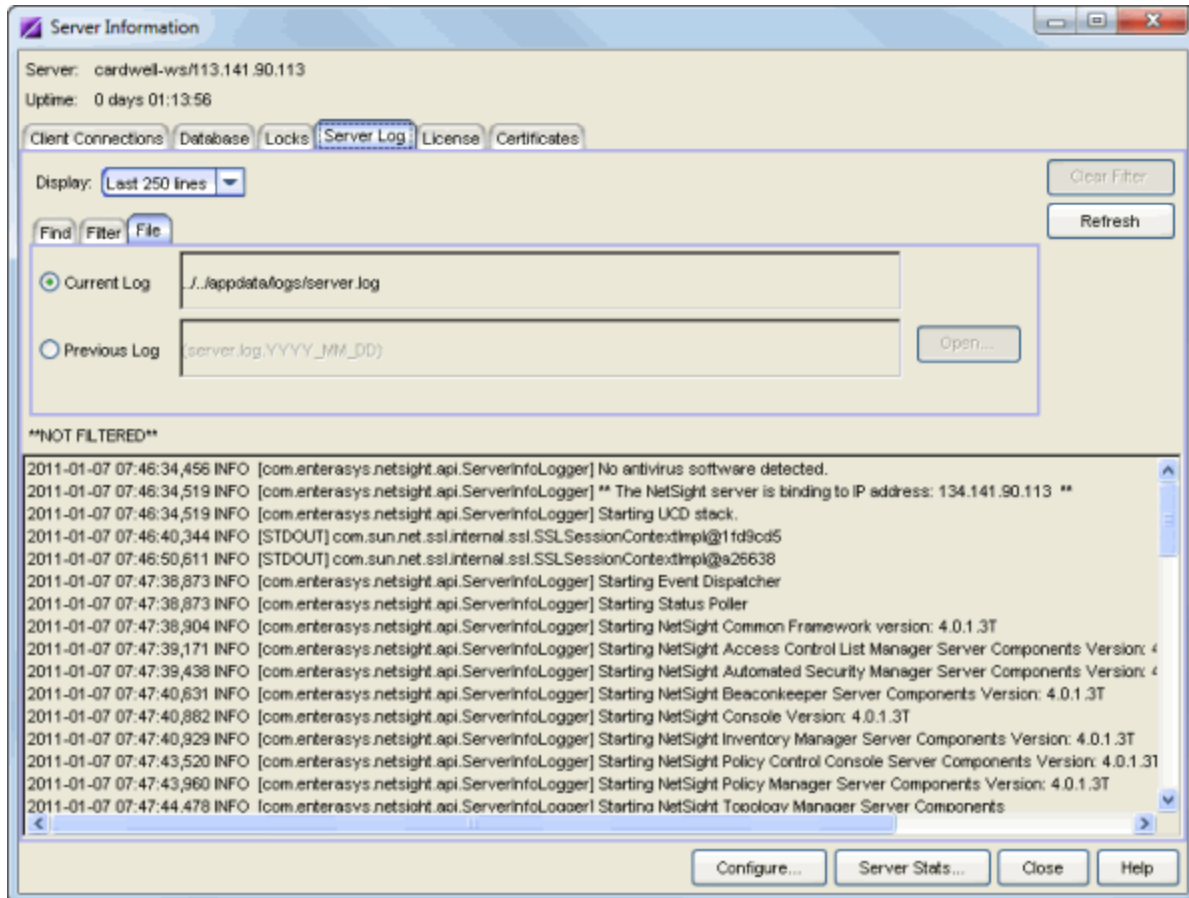 Server Information
Server: cardwell-ws/113.141.90.113
Uptime: 0 days 01:13:56
Client Connections Database Locks Server Log License Certificates
Display: Last 250 lines
Clear Filter
Refresh
Find Filter File
Current Log ../../appdata/logs/server.log
Previous Log (server.log.YYYY_MM_DD) Open...
**NOT FILTERED**
2011-01-07 07:46:34,456 INFO [com.enterasys.netsight.api.ServerInfoLogger] No antivirus software detected.
2011-01-07 07:46:34,519 INFO [com.enterasys.netsight.api.ServerInfoLogger] ** The NetSight server is binding to IP address: 134.141.90.113 **
2011-01-07 07:46:34,519 INFO [com.enterasys.netsight.api.ServerInfoLogger] Starting UCD stack.
2011-01-07 07:46:40,344 INFO [STDOUT] com.sun.net.ssl.internal.ssl.SSLSessionContextImpl@1fd9cd5
2011-01-07 07:46:50,611 INFO [STDOUT] com.sun.net.ssl.internal.ssl.SSLSessionContextImpl@a26638
2011-01-07 07:47:38,873 INFO [com.enterasys.netsight.api.ServerInfoLogger] Starting Event Dispatcher
2011-01-07 07:47:38,873 INFO [com.enterasys.netsight.api.ServerInfoLogger] Starting Status Poller
2011-01-07 07:47:38,904 INFO [com.enterasys.netsight.api.ServerInfoLogger] Starting NetSight Common Framework version: 4.0.1.3T
2011-01-07 07:47:39,171 INFO [com.enterasys.netsight.api.ServerInfoLogger] Starting NetSight Access Control List Manager Server Components Version: 4
2011-01-07 07:47:39,438 INFO [com.enterasys.netsight.api.ServerInfoLogger] Starting NetSight Automated Security Manager Server Components Version: 4
2011-01-07 07:47:40,631 INFO [com.enterasys.netsight.api.ServerInfoLogger] Starting NetSight Beaconkeeper Server Components Version: 4.0.1.3T
2011-01-07 07:47:40,882 INFO [com.enterasys.netsight.api.ServerInfoLogger] Starting NetSight Console Version: 4.0.1.3T
2011-01-07 07:47:40,929 INFO [com.enterasys.netsight.api.ServerInfoLogger] Starting NetSight Inventory Manager Server Components Version: 4.0.1.3T
2011-01-07 07:47:43,520 INFO [com.enterasys.netsight.api.ServerInfoLogger] Starting NetSight Policy Control Console Server Components Version: 4.0.1.3T
2011-01-07 07:47:43,960 INFO [com.enterasys.netsight.api.ServerInfoLogger] Starting NetSight Policy Manager Server Components Version: 4.0.1.3T
2011-01-07 07:47:44,478 INFO [com.enterasys.netsight.api.ServerInfoLogger] Starting NetSight Topology Manager Server Components
Configure... Server Stats... Close Help